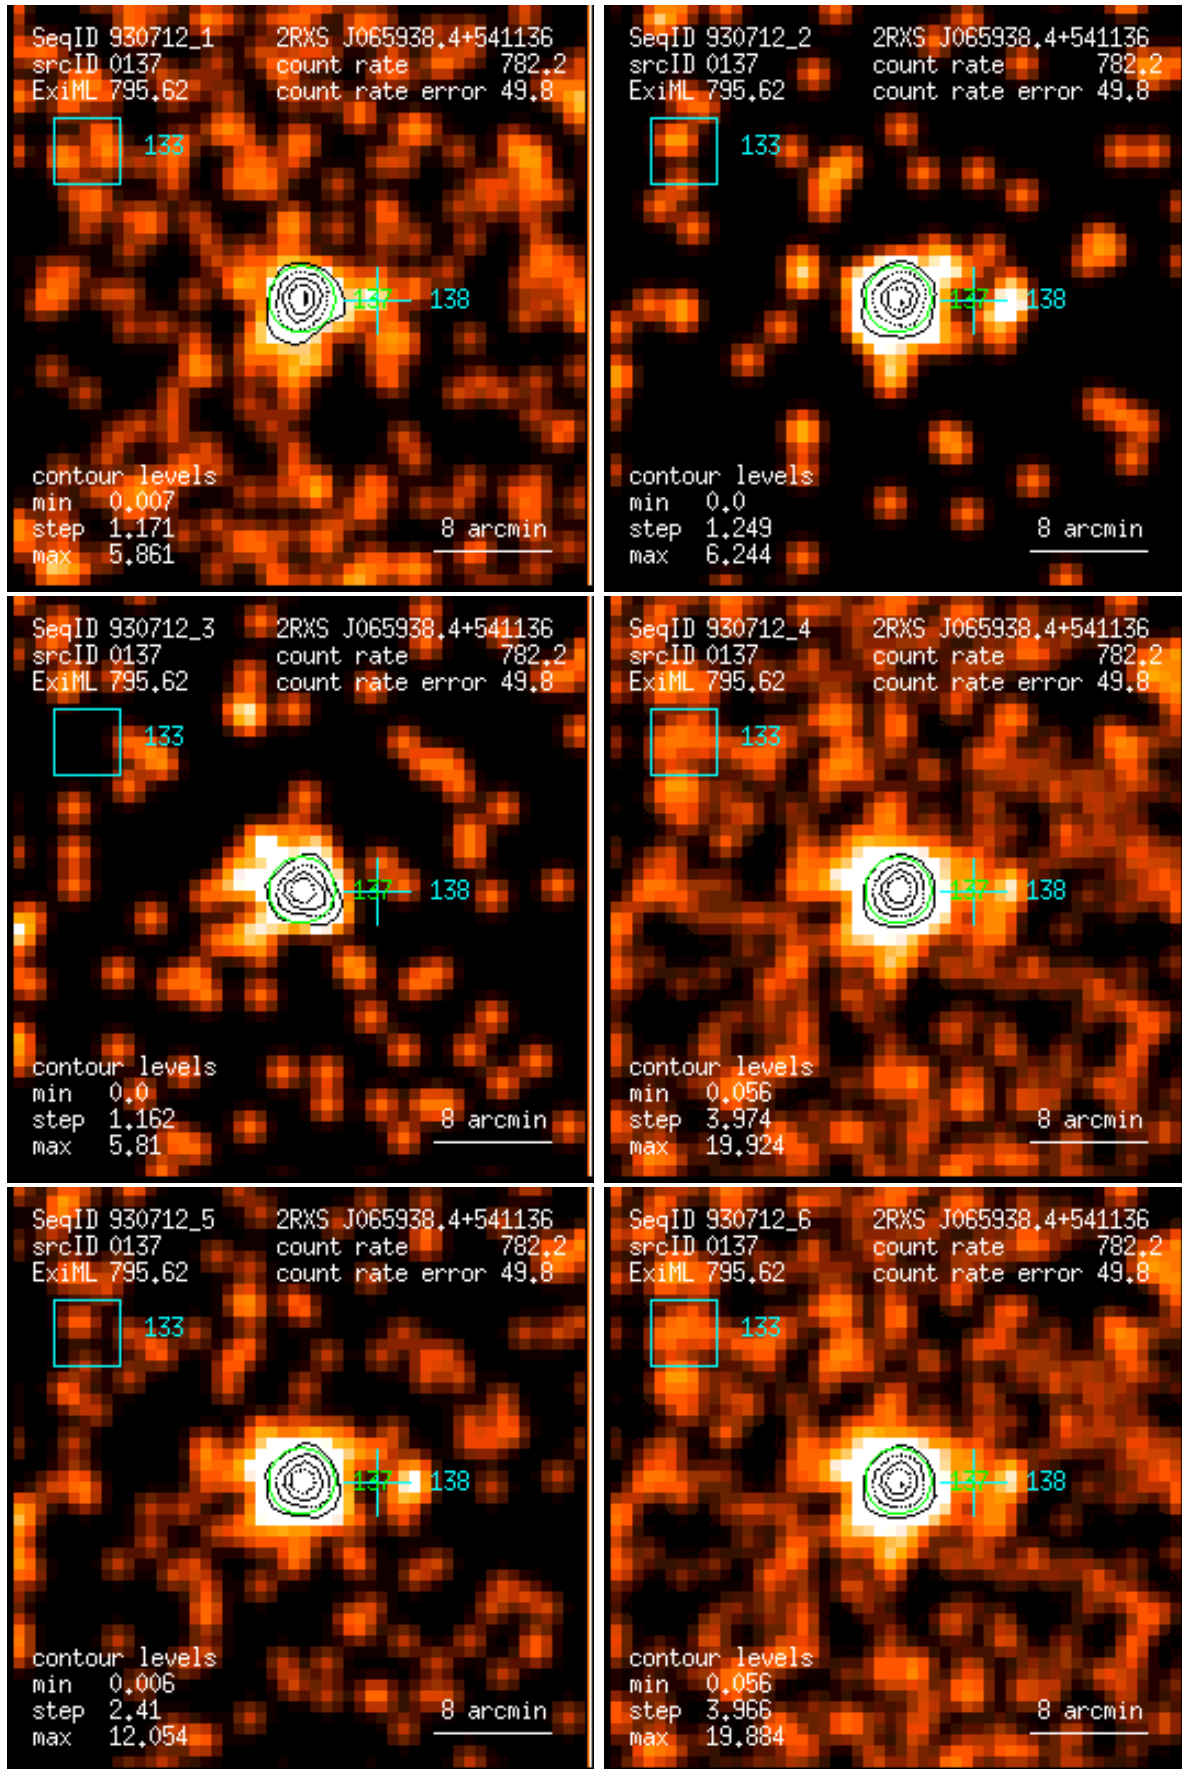 SeqID 930712_1 2RXS J065938.4+541136
srcID 0137 count rate 782.2
ExiML 795.62 count rate error 49.8
133
137 138
contour levels
min 0.007
step 1.171 8 arcmin
max 5.861
SeqID 930712_2 2RXS J065938.4+541136
srcID 0137 count rate 782.2
ExiML 795.62 count rate error 49.8
133
137 138
contour levels
min 0.0
step 1.249 8 arcmin
max 6.244
SeqID 930712_3 2RXS J065938.4+541136
srcID 0137 count rate 782.2
ExiML 795.62 count rate error 49.8
133
137 138
contour levels
min 0.0
step 1.162 8 arcmin
max 5.81
SeqID 930712_4 2RXS J065938.4+541136
srcID 0137 count rate 782.2
ExiML 795.62 count rate error 49.8
133
137 138
contour levels
min 0.056
step 3.974 8 arcmin
max 19.924
SeqID 930712_5 2RXS J065938.4+541136
srcID 0137 count rate 782.2
ExiML 795.62 count rate error 49.8
133
137 138
contour levels
min 0.006
step 2.41 8 arcmin
max 12.054
SeqID 930712_6 2RXS J065938.4+541136
srcID 0137 count rate 782.2
ExiML 795.62 count rate error 49.8
133
137 138
contour levels
min 0.056
step 3.966 8 arcmin
max 19.884